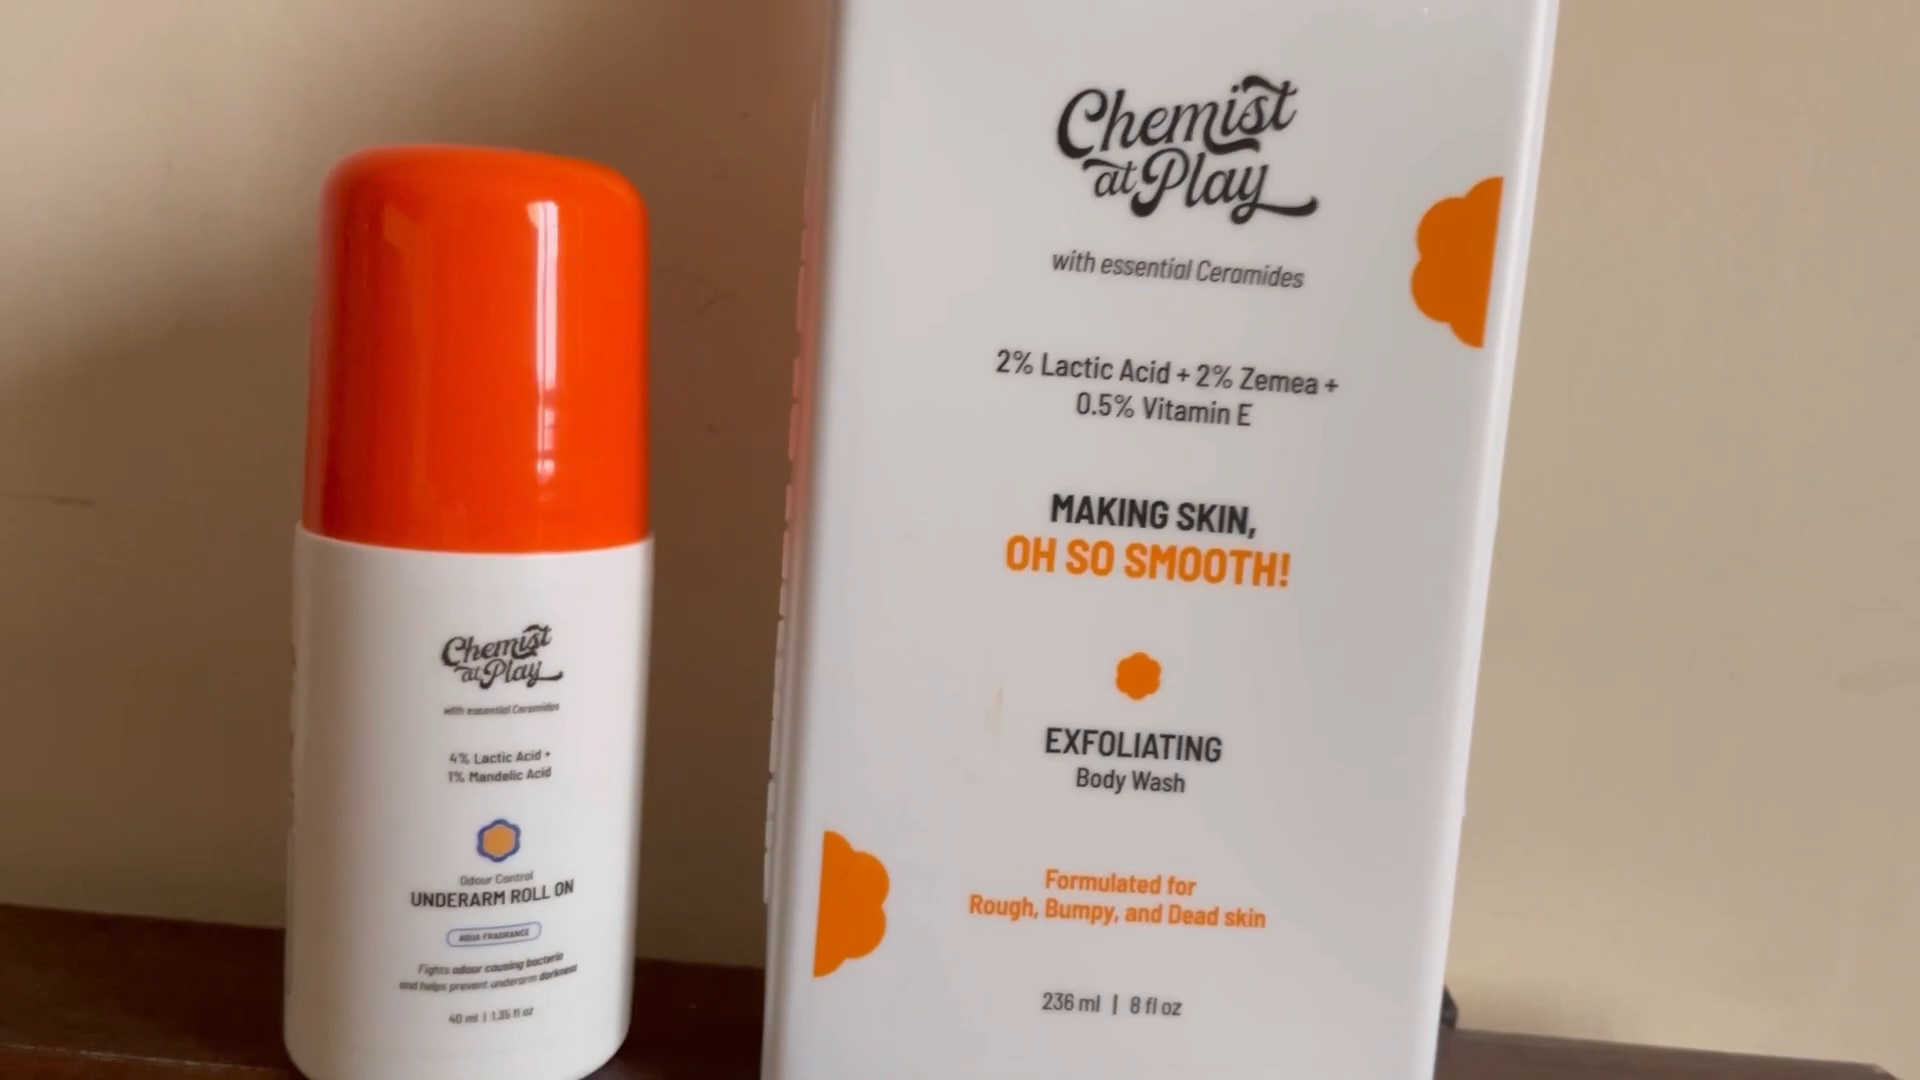 Chemist
at Play
with essential Ceramides
4% Lactic Acid +
1% Mandelic Acid
Odour Control
UNDERARM ROLL ON
AQUA FRAGRANCE
Fights odour causing bacteria
and helps prevent underarm darkness
40 ml | 1.35 fl oz
Chemist
at Play
with essential Ceramides
2% Lactic Acid + 2% Zemea +
0.5% Vitamin E
MAKING SKIN,
OH SO SMOOTH!
EXFOLIATING
Body Wash
Formulated for
Rough, Bumpy, and Dead skin
236 ml | 8 fl oz